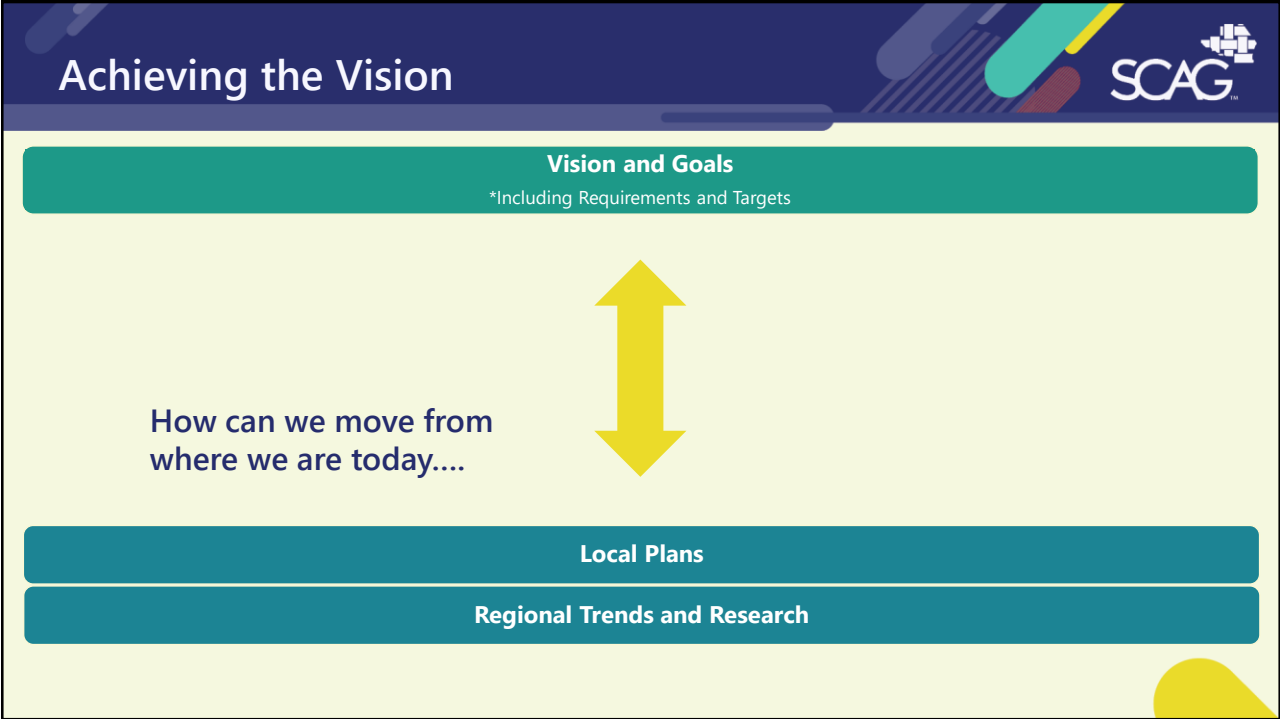 Achieving the Vision
SCAG™
Vision and Goals
*Including Requirements and Targets
How can we move from
where we are today....
Local Plans
Regional Trends and Research